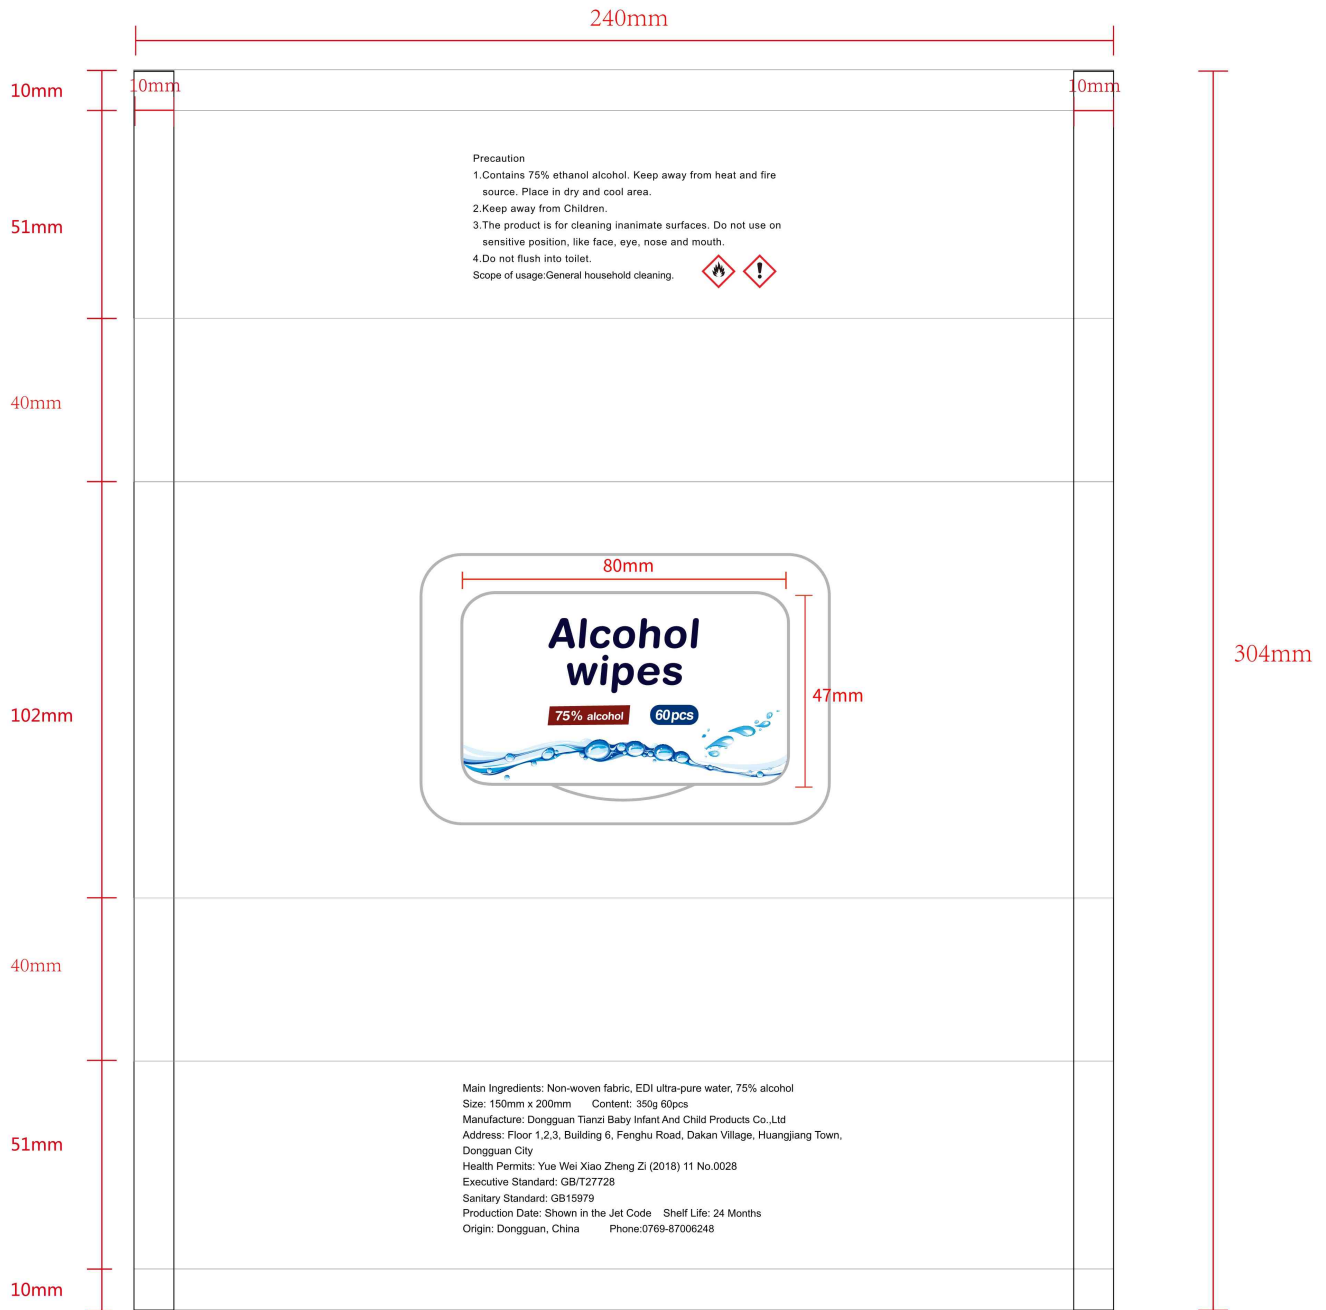 240mm
10mm
10mm
10mm
Precaution
1.Contains 75% ethanol alcohol. Keep away from heat and fire
source. Place in dry and cool area.
2.Keep away from Children.
3.The product is for cleaning inanimate surfaces. Do not use on
sensitive position, like face, eye, nose and mouth.
4.Do not flush into toilet.
Scope of usage:General household cleaning.
51mm
40mm
80mm
Alcohol
wipes
75% alcohol
60pcs
47mm
304mm
102mm
40mm
Main Ingredients: Non-woven fabric, EDI ultra-pure water, 75% alcohol
Size: 150mm x 200mm Content: 350g 60pcs
Manufacture: Dongguan Tianzi Baby Infant And Child Products Co.,Ltd
Address: Floor 1,2,3, Building 6, Fenghu Road, Dakan Village, Huangjiang Town,
Dongguan City
Health Permits: Yue Wei Xiao Zheng Zi (2018) 11 No.0028
Executive Standard: GB/T27728
Sanitary Standard: GB15979
Production Date: Shown in the Jet Code Shelf Life: 24 Months
Origin: Dongguan, China Phone:0769-87006248
51mm
10mm